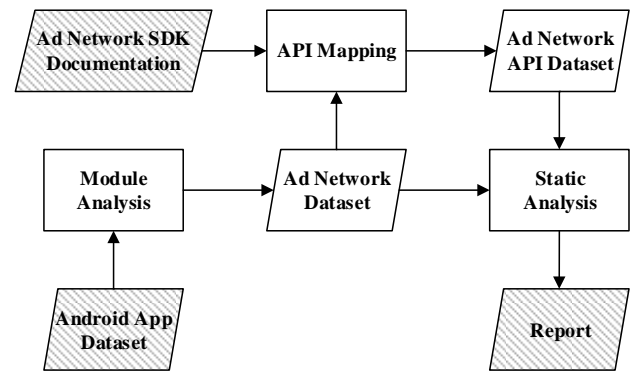 Ad Network SDK
Documentation
API Mapping
Ad Network
API Dataset
Module
Analysis
Ad Network
Dataset
Static
Analysis
Android App
Dataset
Report